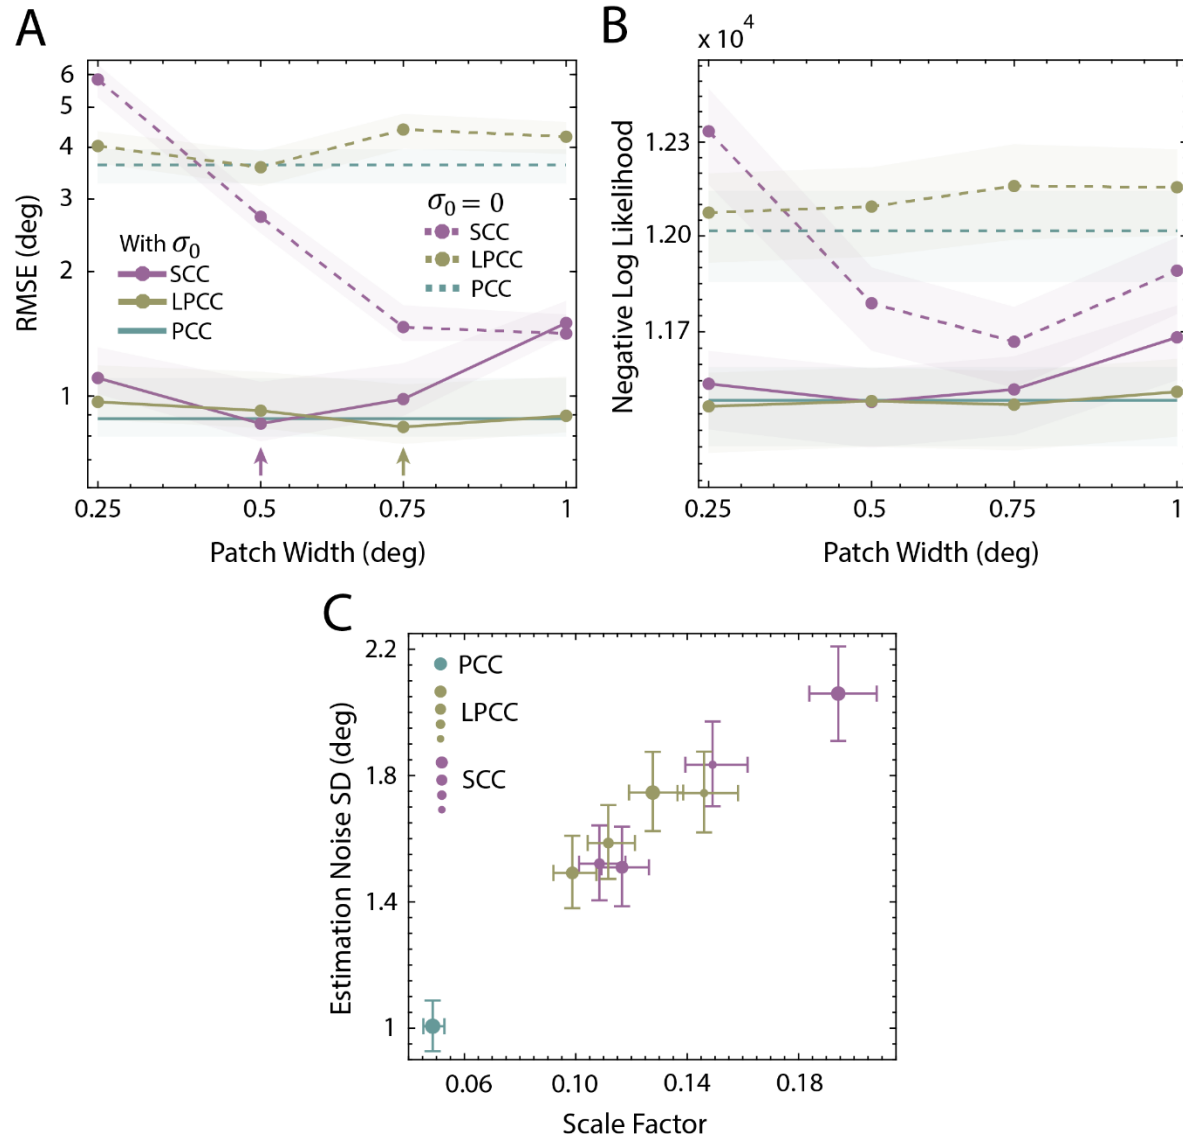 A
RMSE (deg)
6
5
4
3
2
1
With σ₀
SCC
LPCC
PCC
σ₀ = 0
SCC
LPCC
PCC
0.25 0.5 0.75 1
Patch Width (deg)
B
x 10⁴
Negative Log Likelihood
1.23
1.20
1.17
0.25 0.5 0.75 1
Patch Width (deg)
C
Estimation Noise SD (deg)
2.2
1.8
1.4
1
PCC
LPCC
SCC
0.06 0.10 0.14 0.18
Scale Factor